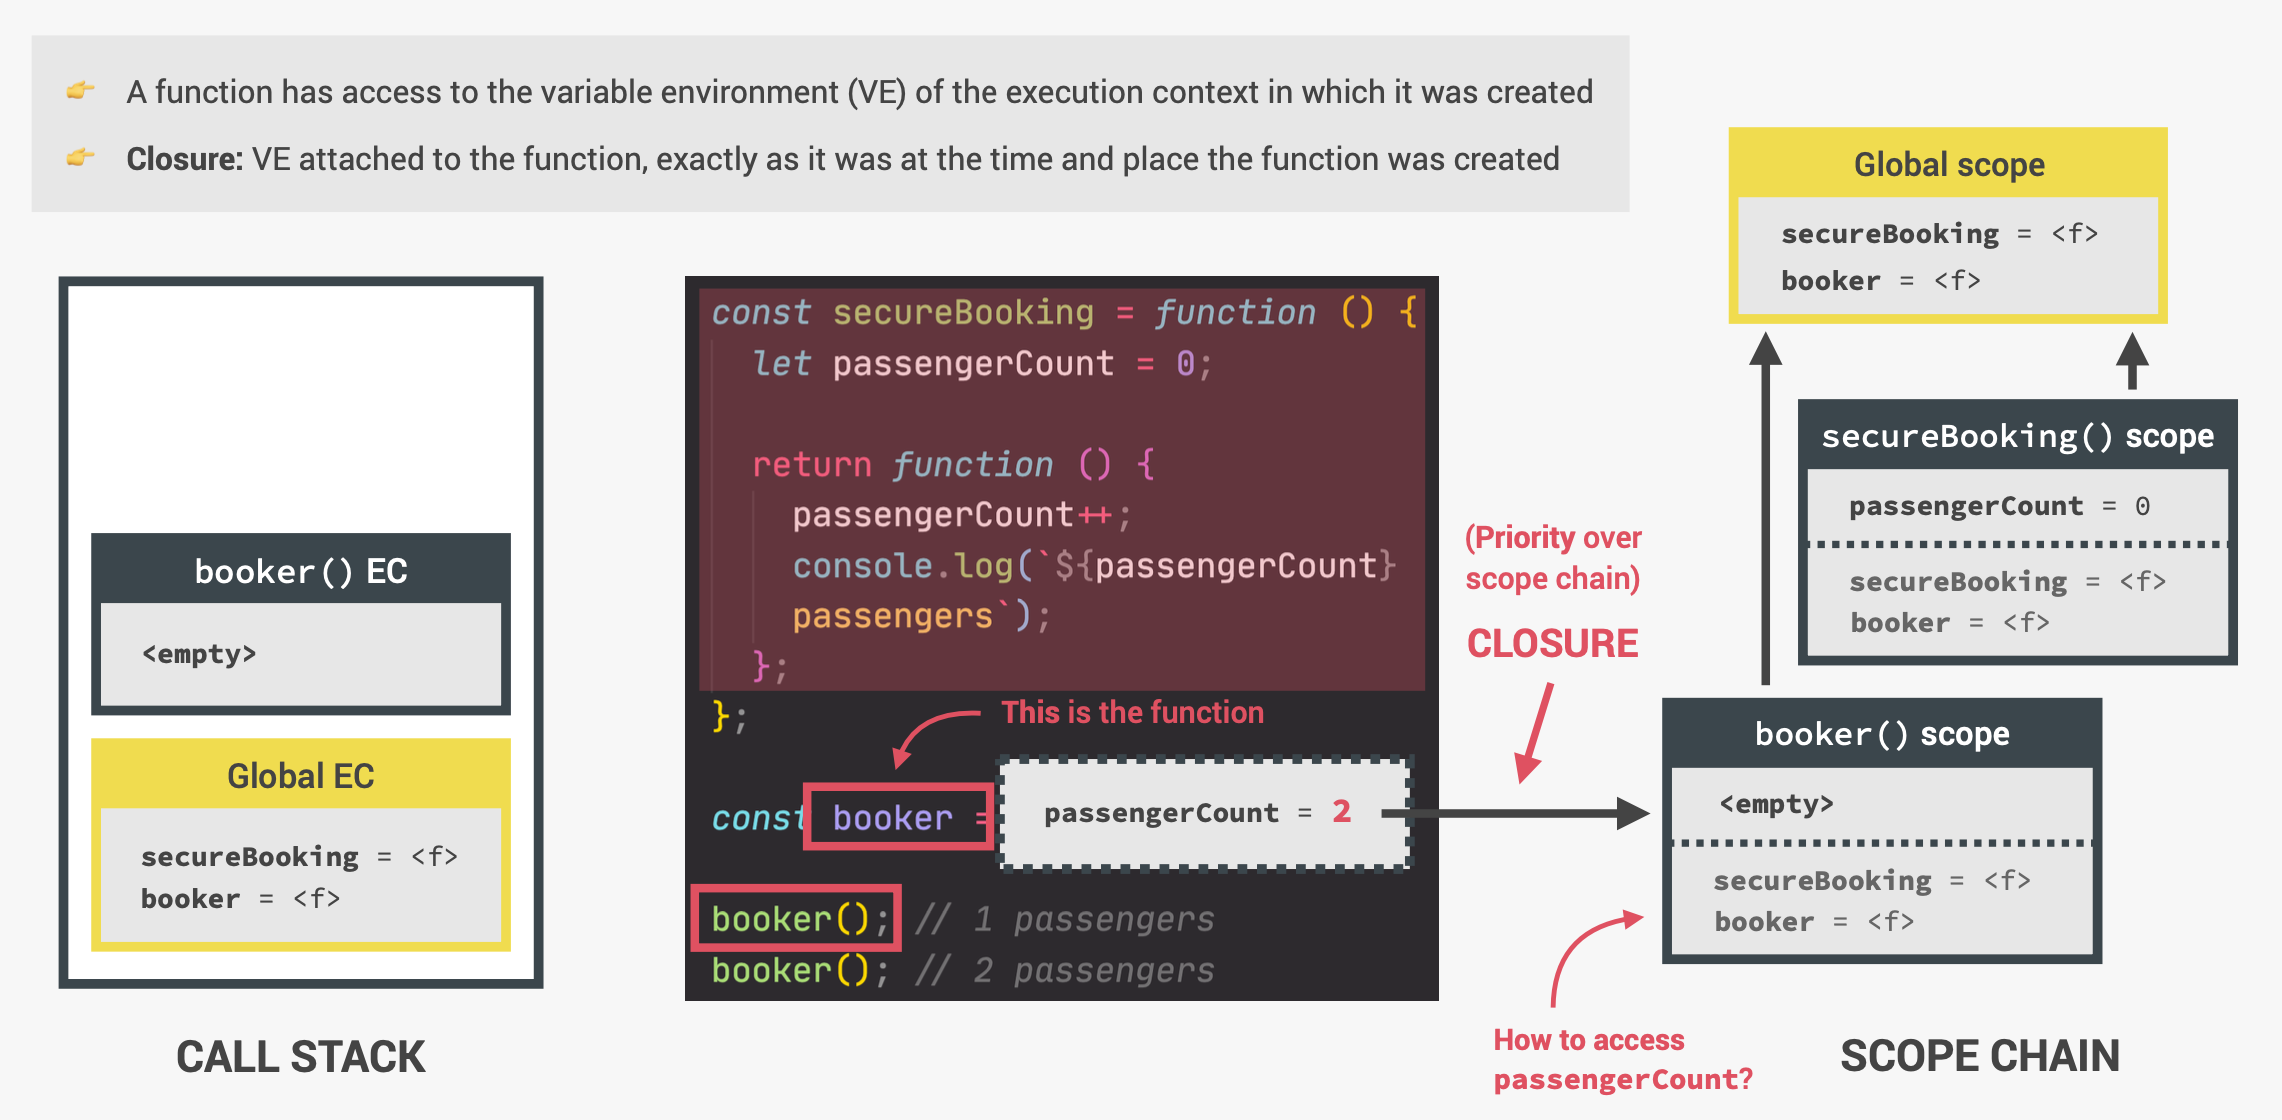 A function has access to the variable environment (VE) of the execution context in which it was created
Closure: VE attached to the function, exactly as it was at the time and place the function was created
booker() EC
<empty>
Global EC
secureBooking = <f>
booker = <f>
CALL STACK
const secureBooking = function () {
let passengerCount = 0;
return function () {
passengerCount++;
console.log(`${passengerCount}
passengers`);
};
};
This is the function
const booker =
passengerCount = 2
booker(); // 1 passengers
booker(); // 2 passengers
(Priority over
scope chain)
CLOSURE
Global scope
secureBooking = <f>
booker = <f>
secureBooking() scope
passengerCount = 0
secureBooking = <f>
booker = <f>
booker() scope
<empty>
secureBooking = <f>
booker = <f>
How to access
passengerCount?
SCOPE CHAIN